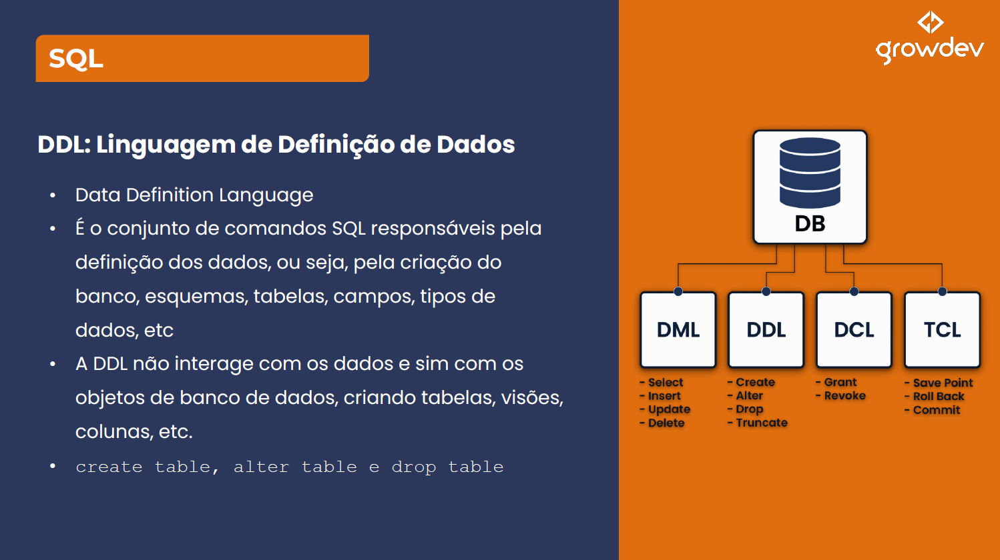 growdev
SQL
DDL: Linguagem de Definição de Dados
• Data Definition Language
• É o conjunto de comandos SQL responsáveis pela
definição dos dados, ou seja, pela criação do
banco, esquemas, tabelas, campos, tipos de
dados, etc
• A DDL não interage com os dados e sim com os
objetos de banco de dados, criando tabelas, visões,
colunas, etc.
• create table, alter table e drop table
DB
DML
- Select
- Insert
- Update
- Delete
DDL
- Create
- Alter
- Drop
- Truncate
DCL
- Grant
- Revoke
TCL
- Save Point
- Roll Back
- Commit